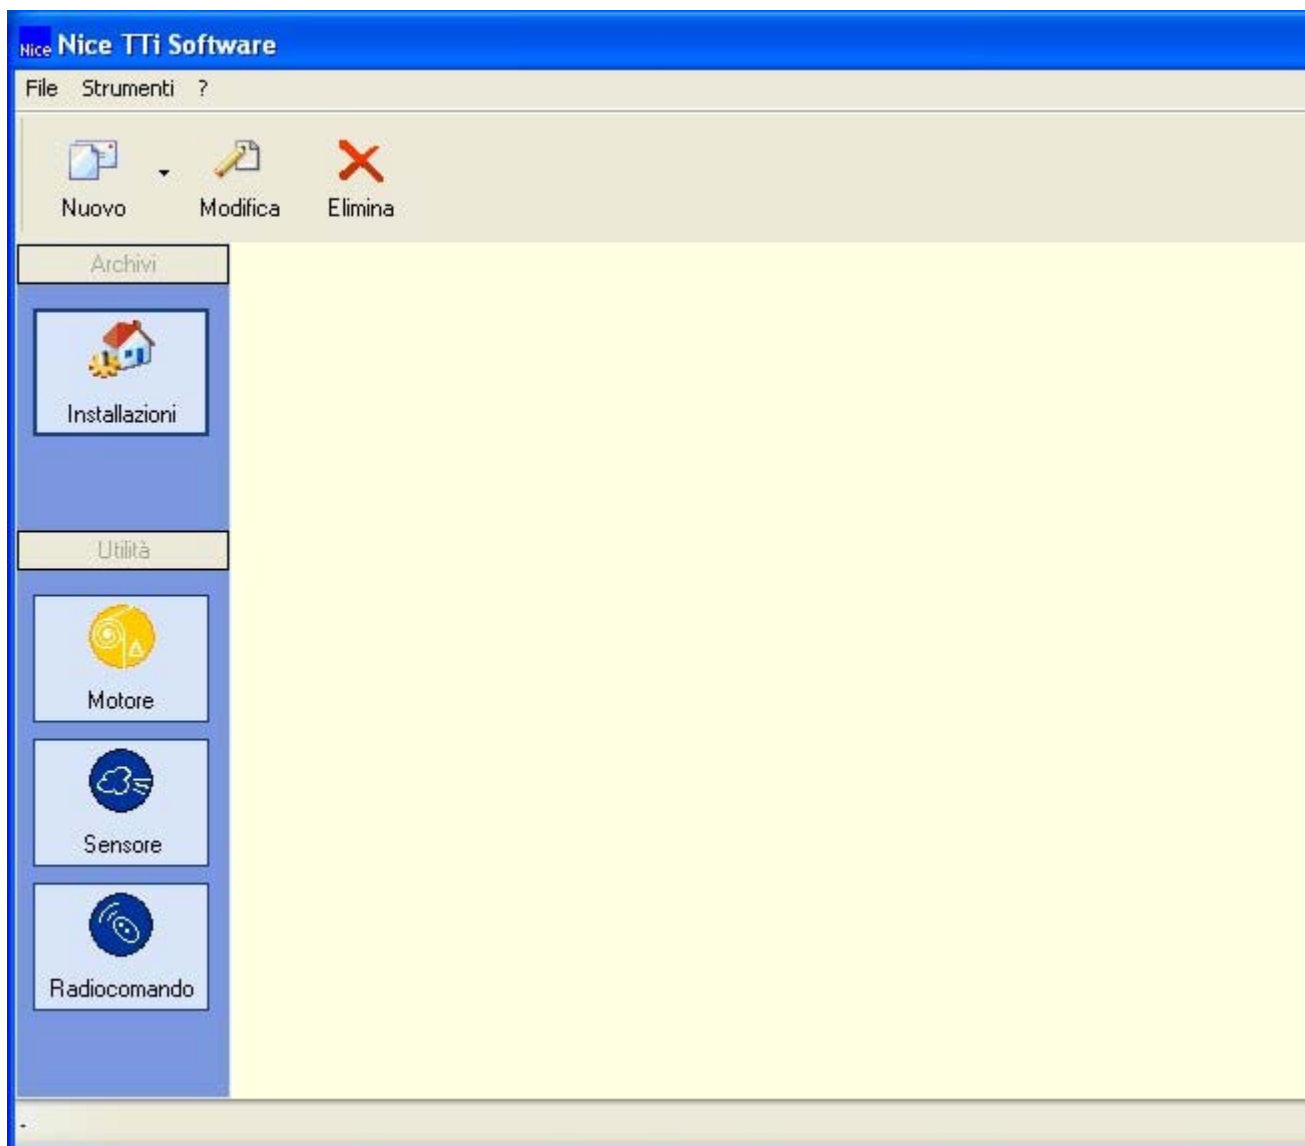 Nice Nice TTi Software
File Strumenti ?
Nuovo Modifica Elimina
Archivi
Installazioni
Utilità
Motore
Sensore
Radiocomando
-